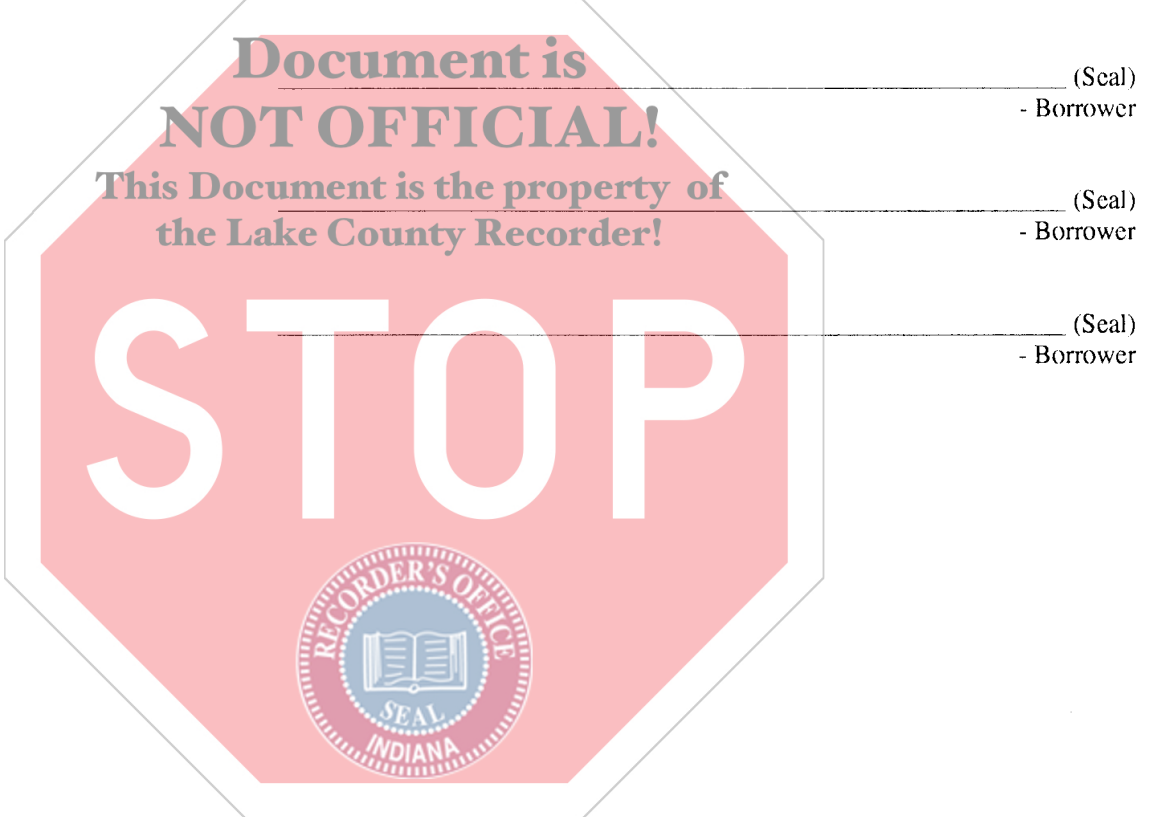 Document is
(Seal)
- Borrower
NOT OFFICIAL!
This Document is the property of
(Seal)
- Borrower
the Lake County Recorder!
(Seal)
- Borrower
STOP
RECORDER'S OFFICE
SEAL
INDIANA